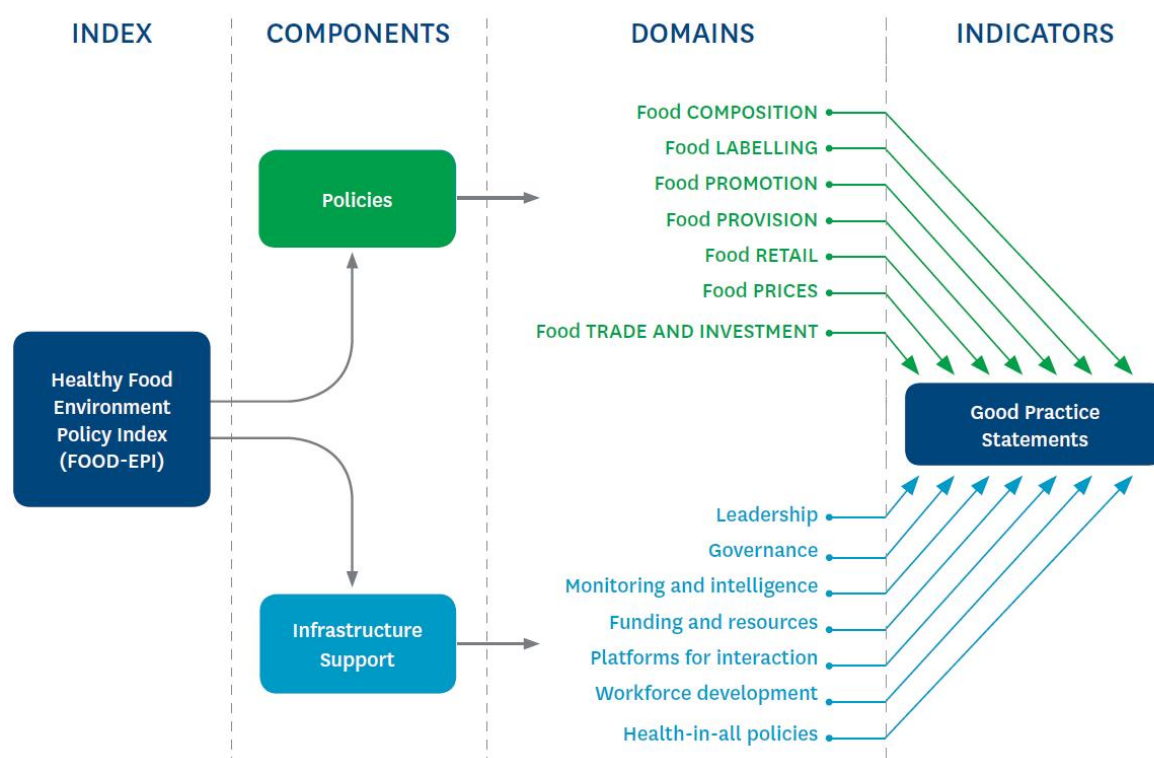 INDEX
COMPONENTS
DOMAINS
INDICATORS
Food COMPOSITION
Food LABELLING
Food PROMOTION
Food PROVISION
Food RETAIL
Food PRICES
Food TRADE AND INVESTMENT
Policies
Healthy Food
Environment
Policy Index
(FOOD-EPI)
Good Practice
Statements
Infrastructure
Support
Leadership
Governance
Monitoring and intelligence
Funding and resources
Platforms for interaction
Workforce development
Health-in-all policies